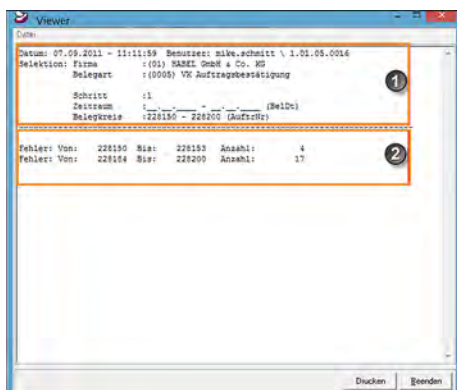 Viewer
Datei
Datum: 07.09.2011 - 11:11:59 Benutzer: mike.schmitt \ 1.01.05.0016
Selektion: Firma :(01) HABEL GmbH & Co. KG
Belegart :(0005) VK Auftragsbestätigung
1
Schritt :1
Zeitraum :__.__.____ - __.__.____ (BelDt)
Belegkreis :228150 - 228200 (AuftrNr)
Fehler: Von: 228150 Bis: 228153 Anzahl: 4
2
Fehler: Von: 228184 Bis: 228200 Anzahl: 17
Drucken Beenden